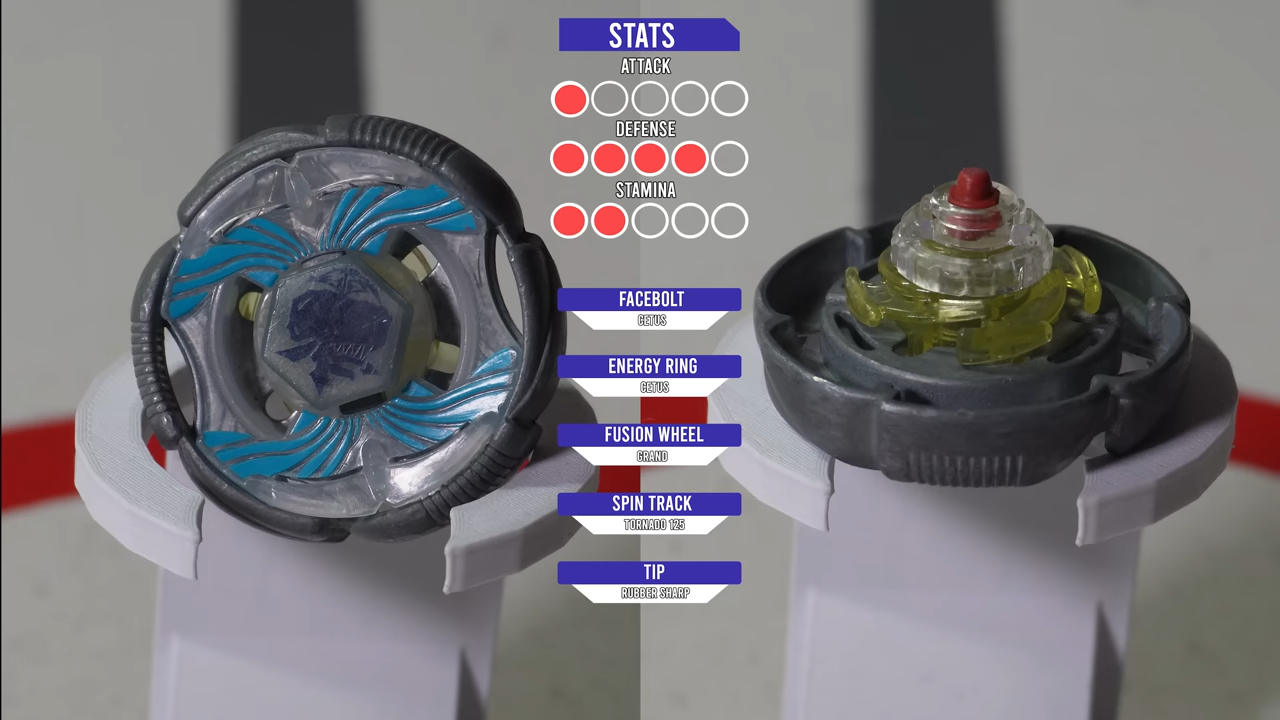 STATS
ATTACK
DEFENSE
STAMINA
FACEBOLT
CETUS
ENERGY RING
CETUS
FUSION WHEEL
GRAND
SPIN TRACK
TORNADO 125
TIP
RUBBER SHARP